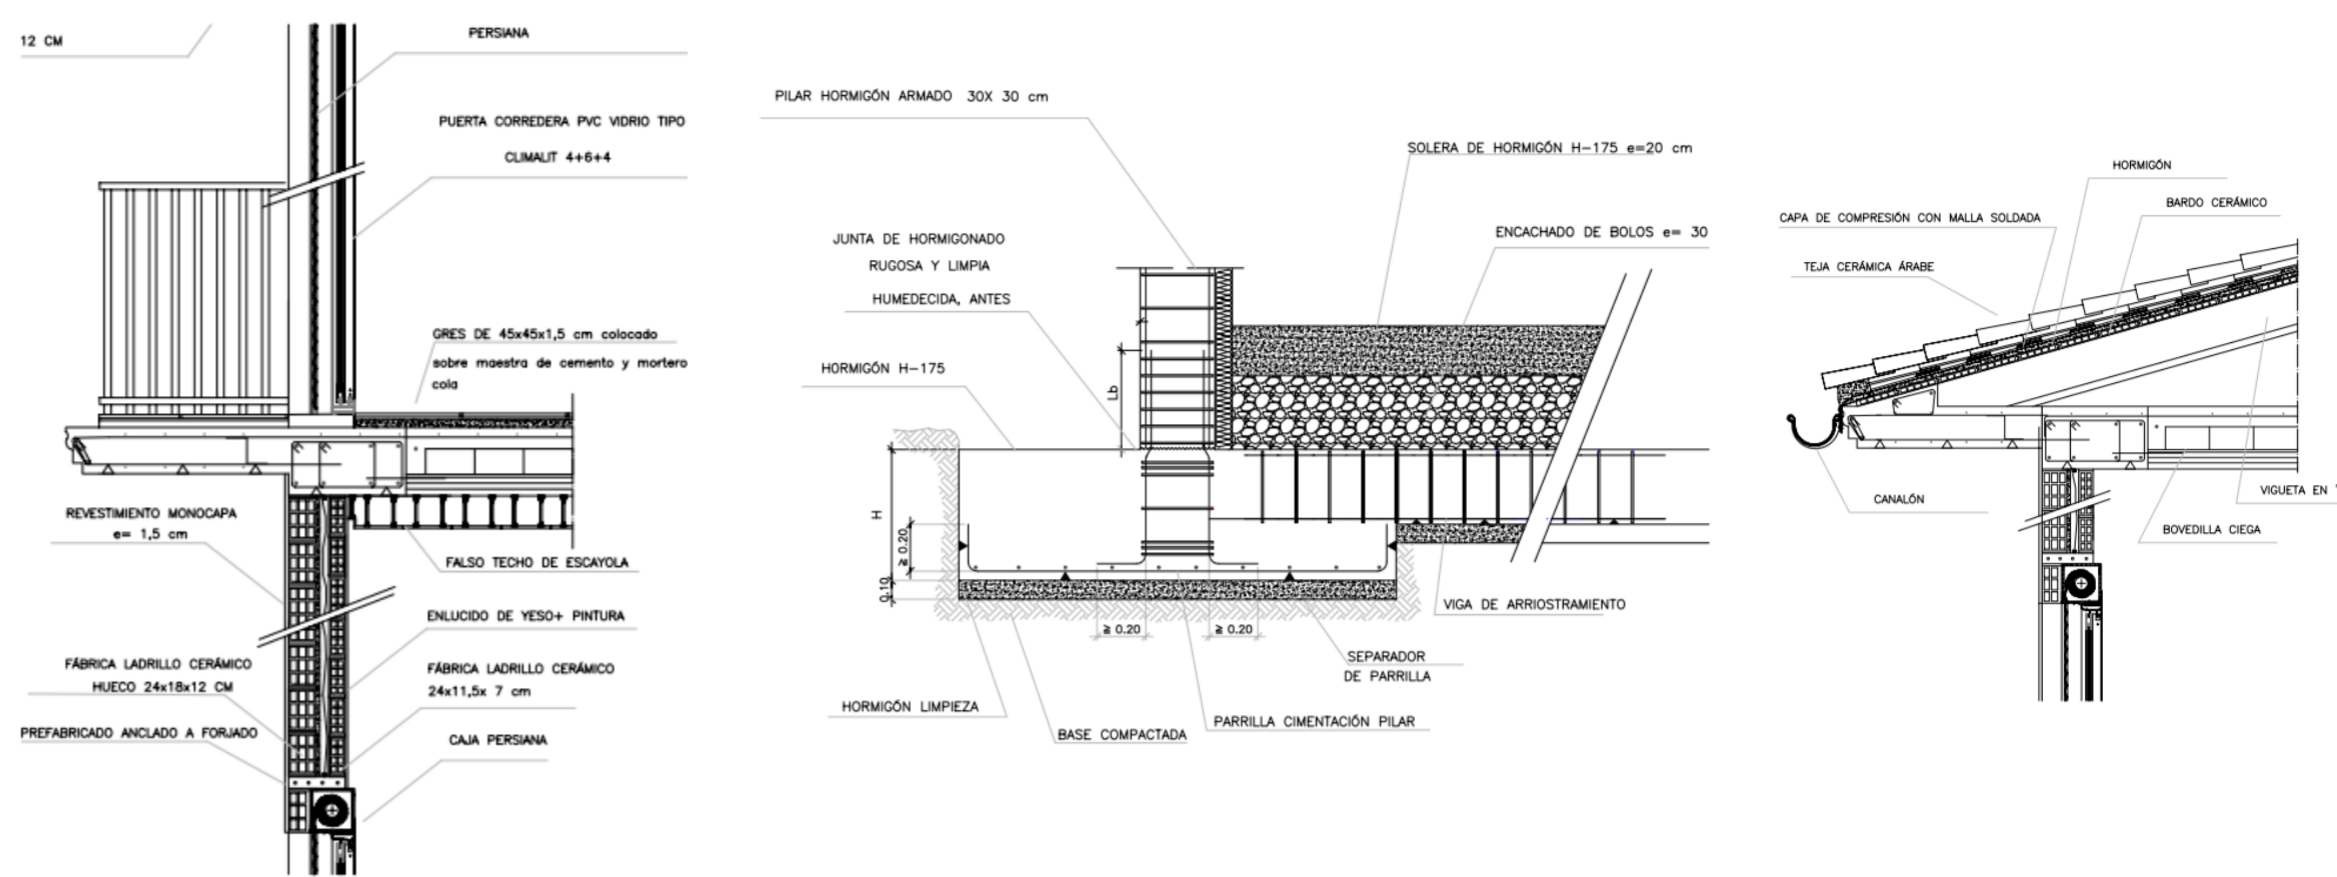 12 CM
PERSIANA
PUERTA CORREDERA PVC VIDRIO TIPO
CLIMALIT 4+6+4
GRES DE 45x45x1,5 cm colocado
sobre maestra de cemento y mortero
cola
REVESTIMIENTO MONOCAPA
e= 1,5 cm
FALSO TECHO DE ESCAYOLA
ENLUCIDO DE YESO+ PINTURA
FÁBRICA LADRILLO CERÁMICO
HUECO 24x18x12 CM
FÁBRICA LADRILLO CERÁMICO
24x11,5x 7 cm
PREFABRICADO ANCLADO A FORJADO
CAJA PERSIANA
PILAR HORMIGÓN ARMADO 30X 30 cm
SOLERA DE HORMIGÓN H-175 e=20 cm
ENCACHADO DE BOLOS e= 30
JUNTA DE HORMIGONADO
RUGOSA Y LIMPIA
HUMEDECIDA, ANTES
HORMIGÓN H-175
Lb
H
≥ 0.20
0.10
≥ 0.20
≥ 0.20
VIGA DE ARRIOSTRAMIENTO
SEPARADOR
DE PARRILLA
HORMIGÓN LIMPIEZA
PARRILLA CIMENTACIÓN PILAR
BASE COMPACTADA
HORMIGÓN
BARDO CERÁMICO
CAPA DE COMPRESIÓN CON MALLA SOLDADA
TEJA CERÁMICA ÁRABE
CANALÓN
VIGUETA EN
BOVEDILLA CIEGA